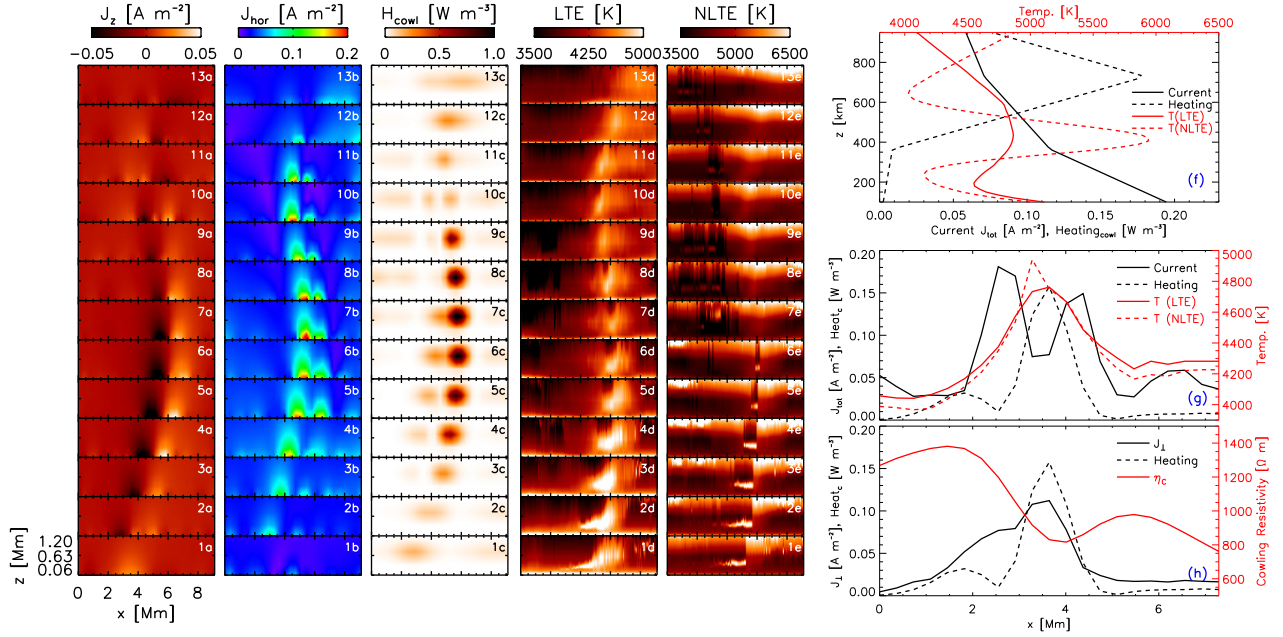 J_z [A m⁻²]
-0.05 0 0.05
J_hor [A m⁻²]
0.0 0.1 0.2
H_cowl [W m⁻³]
0.0 0.5 1.0
LTE [K]
3500 4250 5000
NLTE [K]
3500 5000 6500
13a 13b 13c 13d 13e
12a 12b 12c 12d 12e
11a 11b 11c 11d 11e
10a 10b 10c 10d 10e
9a 9b 9c 9d 9e
8a 8b 8c 8d 8e
7a 7b 7c 7d 7e
6a 6b 6c 6d 6e
5a 5b 5c 5d 5e
4a 4b 4c 4d 4e
3a 3b 3c 3d 3e
2a 2b 2c 2d 2e
1a 1b 1c 1d 1e
z [Mm]
1.20
0.63
0.06
0 2 4 6 8
x [Mm]
Temp. [K]
4000 4500 5000 5500 6000 6500
z [km]
800
600
400
200
Current
Heating
T(LTE)
T(NLTE)
(f)
0.00 0.05 0.10 0.15 0.20
Current J_tot [A m⁻²], Heating_cowl [W m⁻³]
J_tot [A m⁻²], Heat_c [W m⁻³]
0.20
0.15
0.10
0.05
0.00
Current
Heating
T (LTE)
T (NLTE)
(g)
5000
4800
4600
4400
4200
4000
Temp. [K]
J_⊥ [A m⁻²], Heat_c [W m⁻³]
0.20
0.15
0.10
0.05
0.00
J_⊥
Heating
η_c
(h)
1400
1200
1000
800
600
Cowling Resistivity [Ω m]
0 2 4 6
x [Mm]